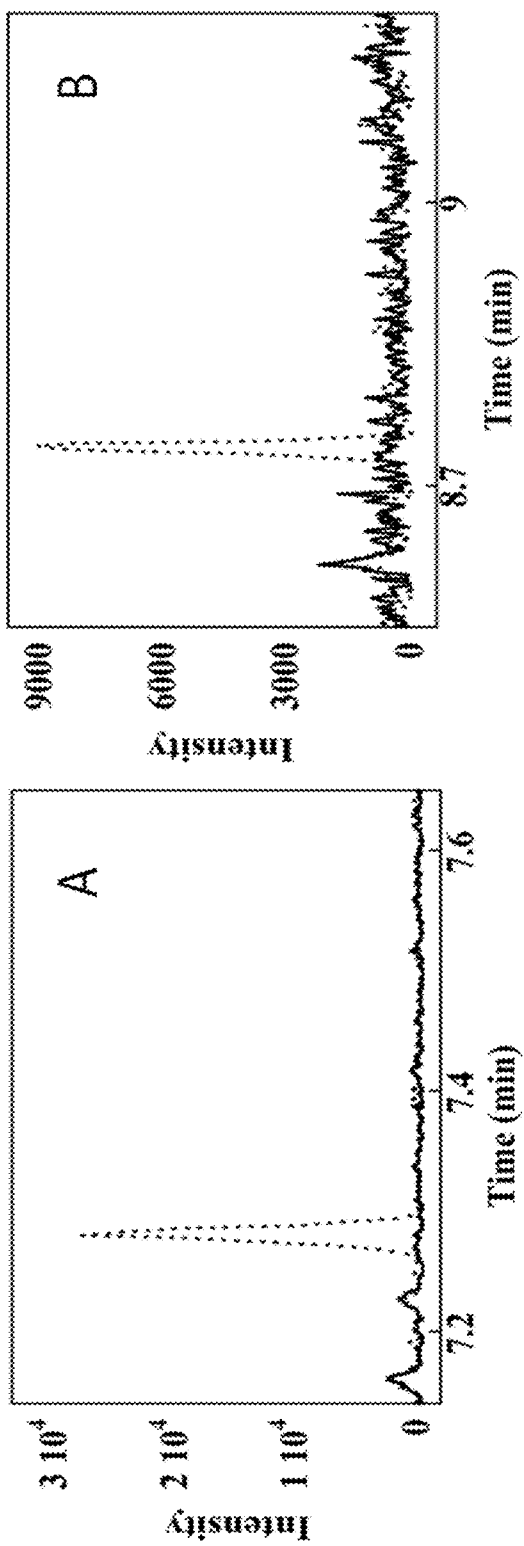 A
Intensity
3 10⁴
2 10⁴
1 10⁴
0
7.2
7.4
7.6
Time (min)
B
Intensity
9000
6000
3000
0
8.7
9
Time (min)